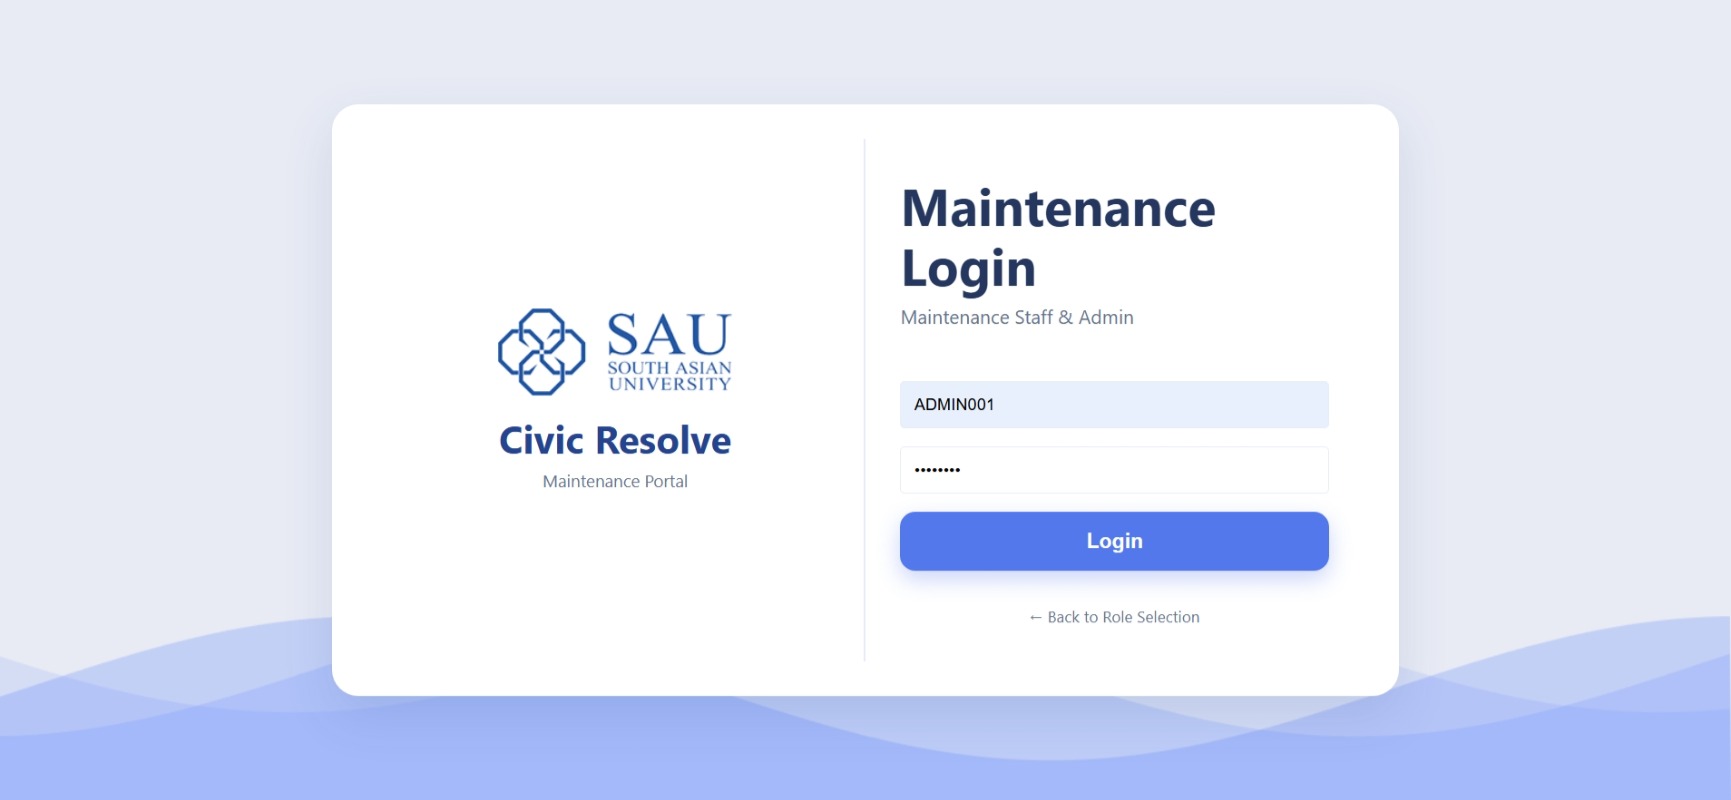 SAU
SOUTH ASIAN
UNIVERSITY
Civic Resolve
Maintenance Portal
Maintenance
Login
Maintenance Staff & Admin
ADMIN001
••••••••
Login
← Back to Role Selection